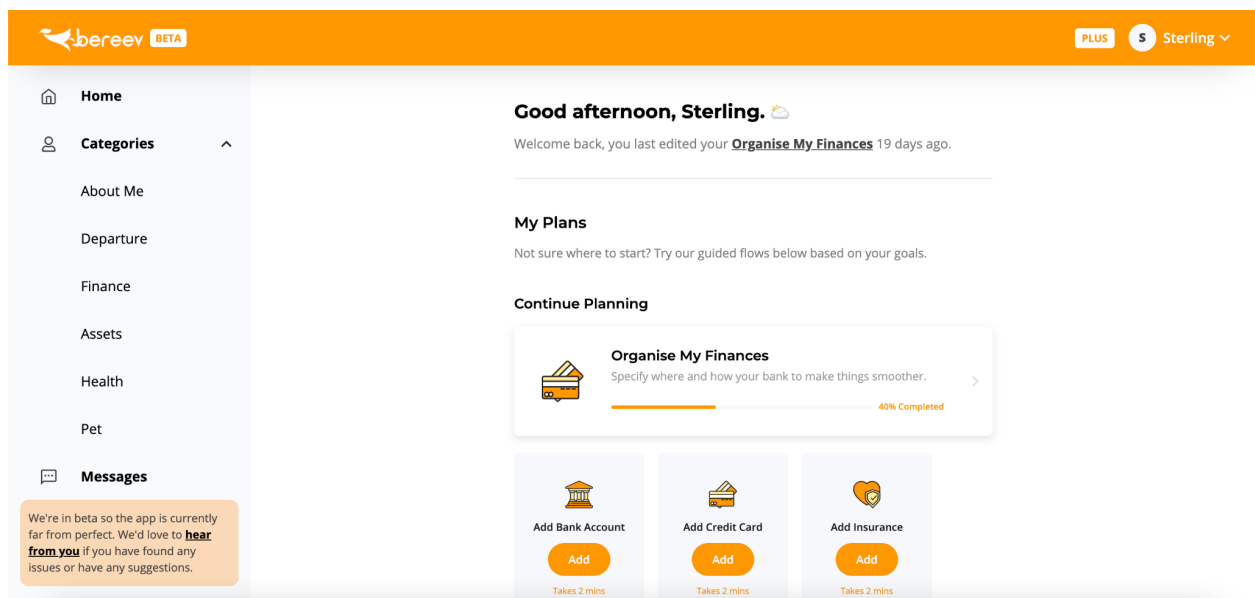 bereev BETA
PLUS
S
Sterling
Home
Categories
About Me
Departure
Finance
Assets
Health
Pet
Messages
We're in beta so the app is currently
far from perfect. We'd love to hear
from you if you have found any
issues or have any suggestions.
Good afternoon, Sterling.
Welcome back, you last edited your Organise My Finances 19 days ago.
My Plans
Not sure where to start? Try our guided flows below based on your goals.
Continue Planning
Organise My Finances
Specify where and how your bank to make things smoother.
40% Completed
Add Bank Account
Add
Takes 2 mins
Add Credit Card
Add
Takes 2 mins
Add Insurance
Add
Takes 2 mins